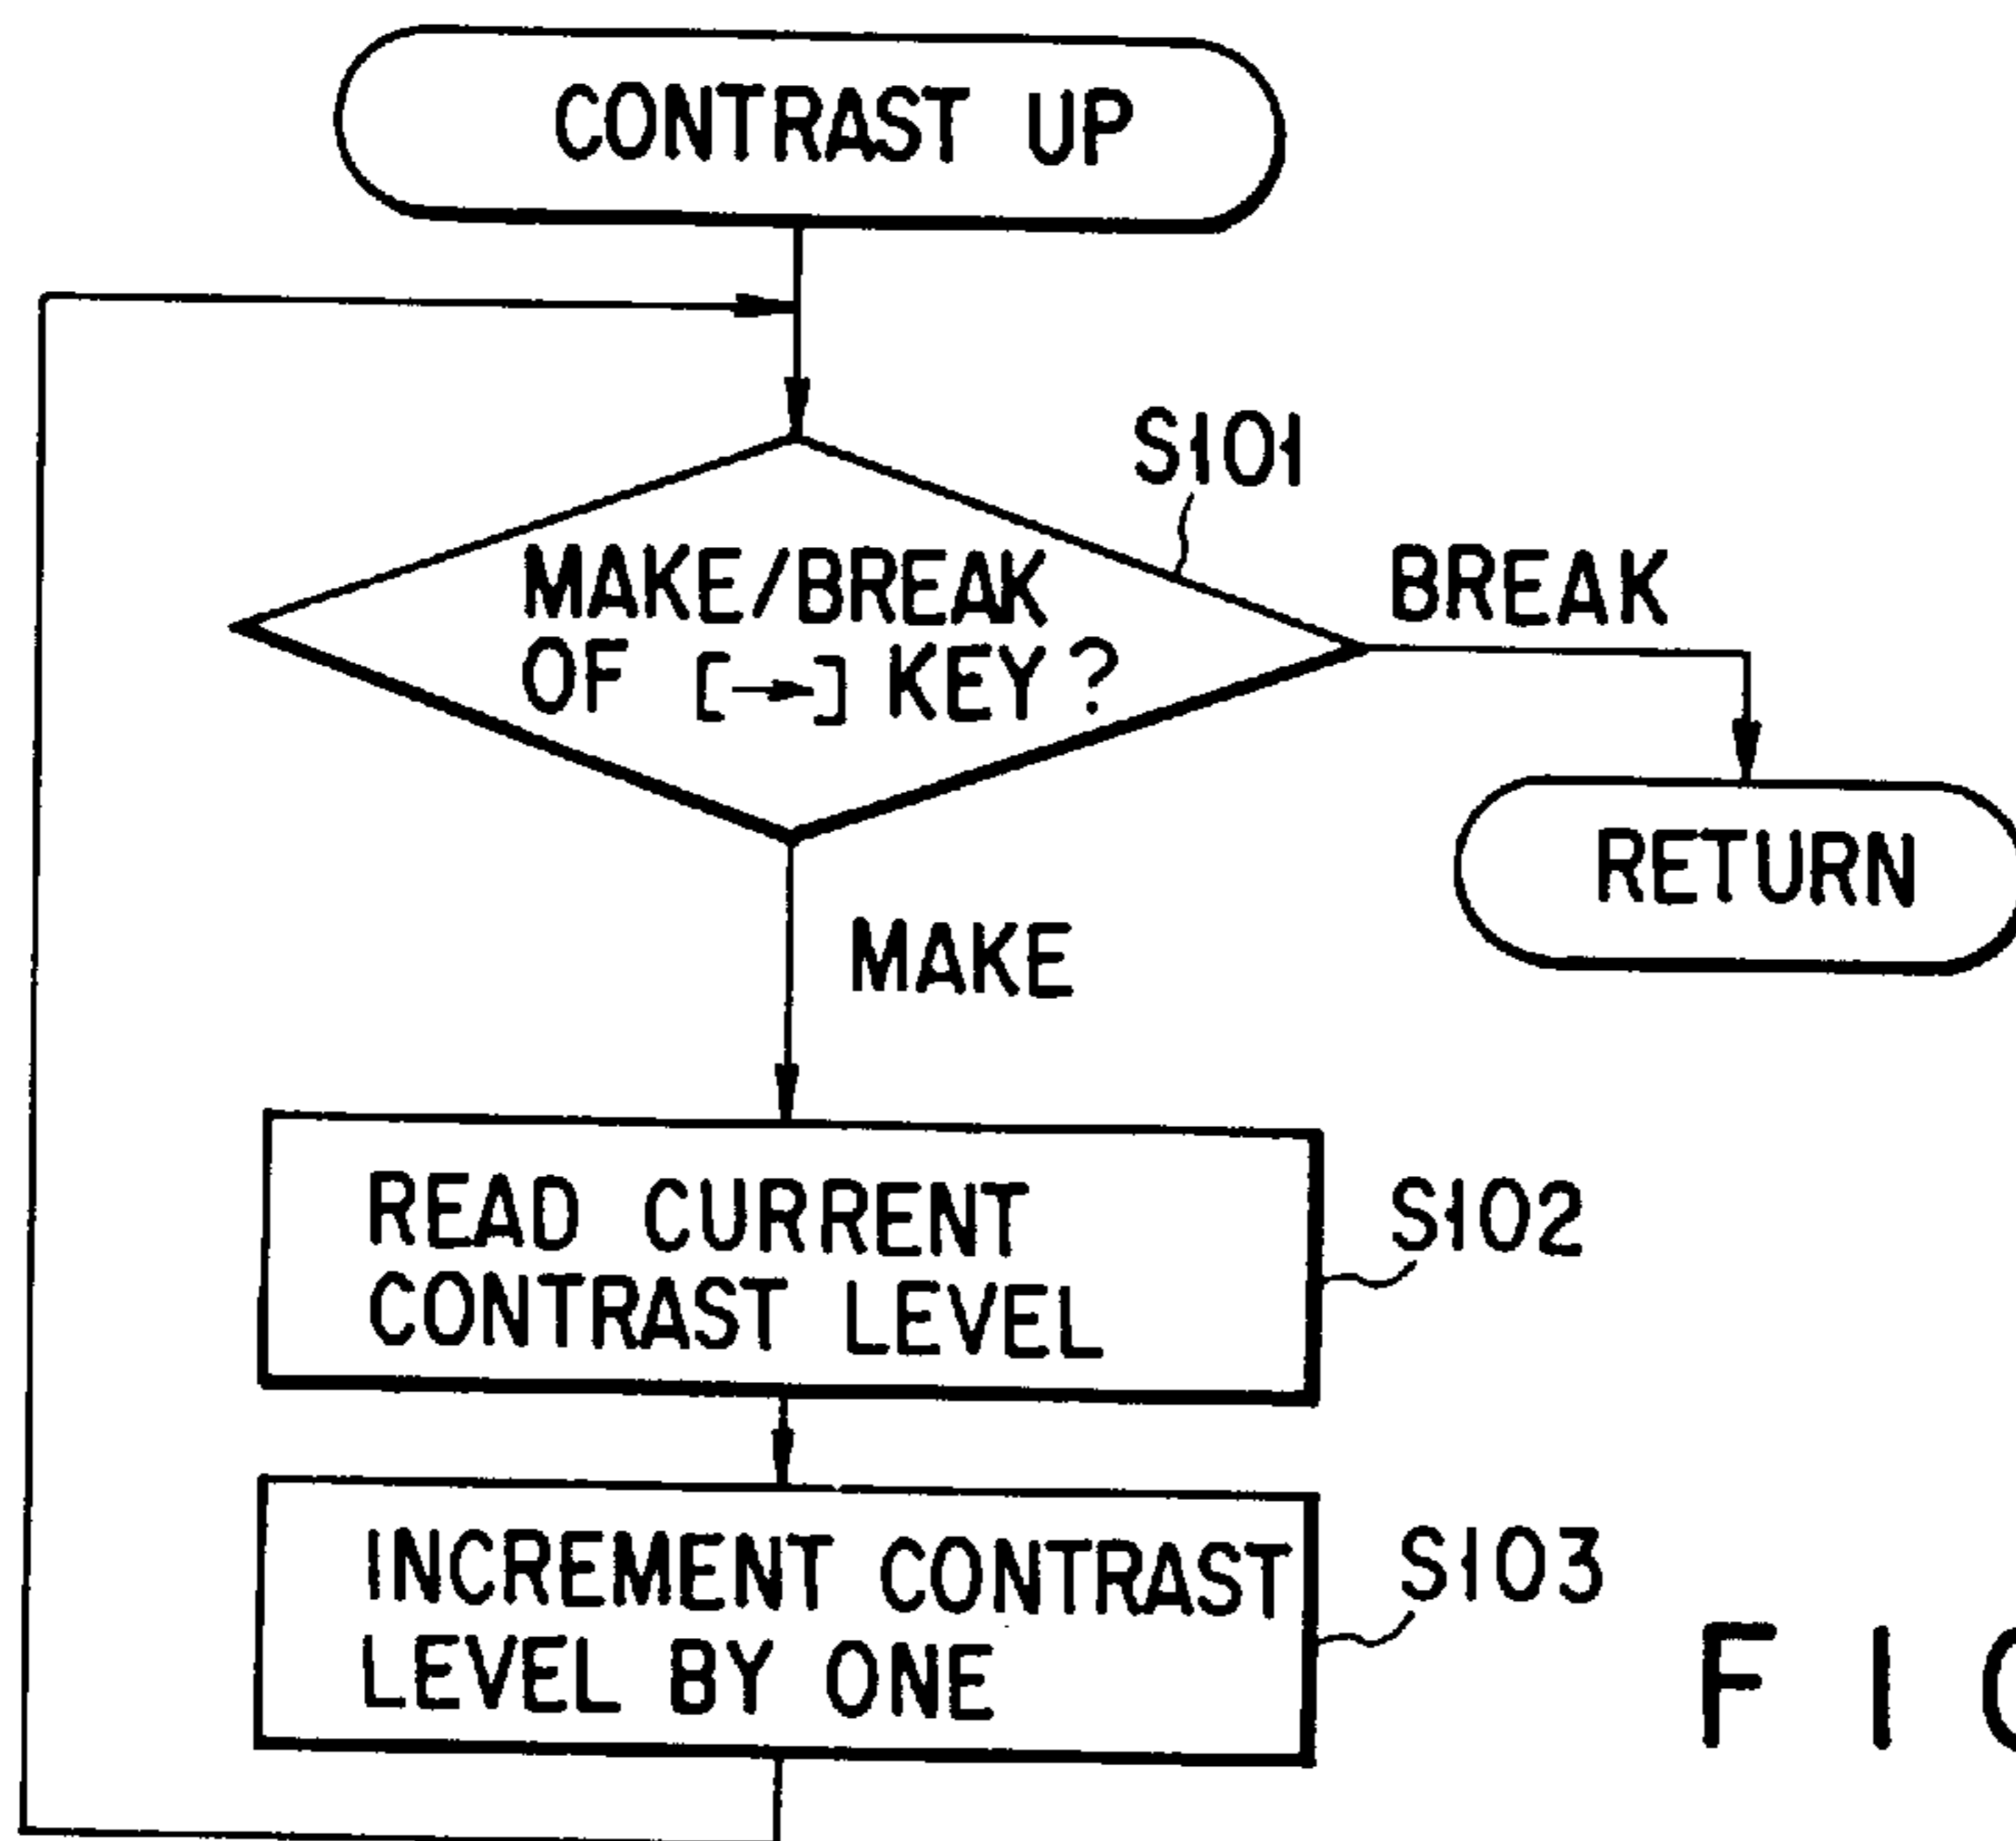 CONTRAST UP
S101
MAKE/BREAK
OF [→] KEY?
BREAK
RETURN
MAKE
READ CURRENT
CONTRAST LEVEL
S102
INCREMENT CONTRAST
LEVEL BY ONE
S103